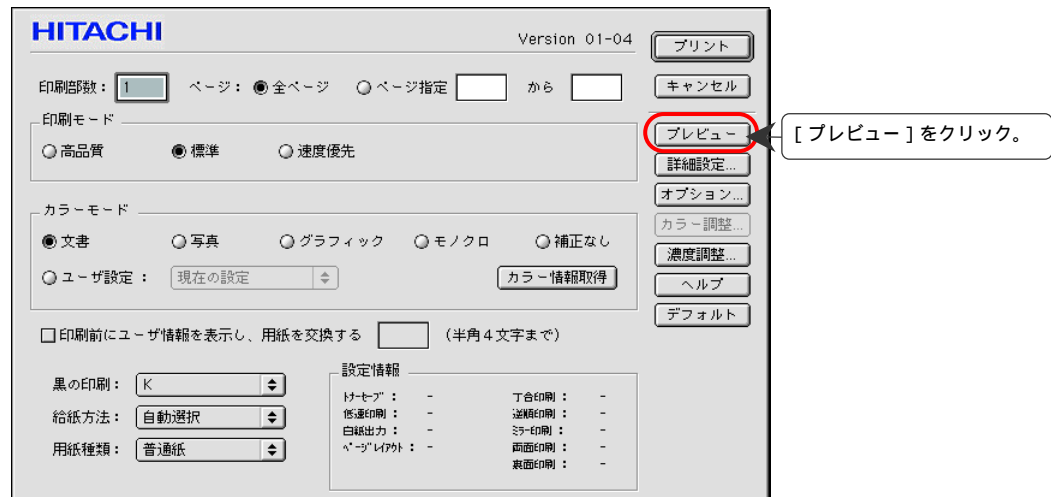 HITACHI
Version 01-04
プリント
印刷部数： 1 ページ： 全ページ ページ指定 から
キャンセル
印刷モード
高品質 標準 速度優先
プレビュー
[ プレビュー ] をクリック。
詳細設定...
オプション...
カラーモード
文書 写真 グラフィック モノクロ 補正なし
カラー調整...
濃度調整...
ユーザ設定： 現在の設定 カラー情報取得
ヘルプ
デフォルト
印刷前にユーザ情報を表示し、用紙を交換する (半角4文字まで)
黒の印刷： K
給紙方法： 自動選択
用紙種類： 普通紙
設定情報
ﾄﾅｰｾｰﾌﾞ： - 丁合印刷： -
低速印刷： - 逆順印刷： -
白紙出力： - ﾐﾗｰ印刷： -
ﾍﾟｰｼﾞﾚｲｱｳﾄ： - 両面印刷： -
裏面印刷： -